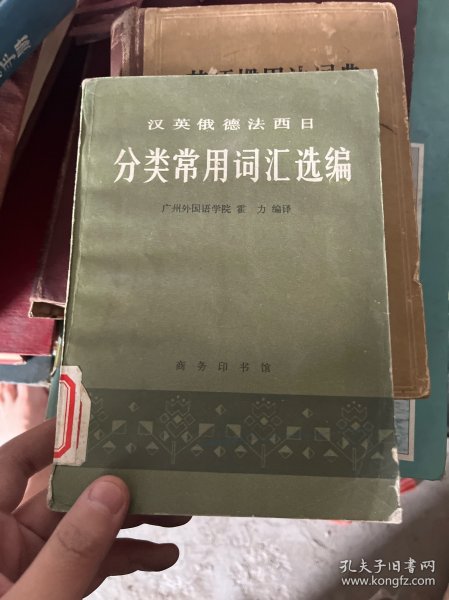 汉英俄德法西日
分类常用词汇选编
广州外国语学院 霍 力 编译
商务印书馆
孔夫子旧书网
www.kongfz.com